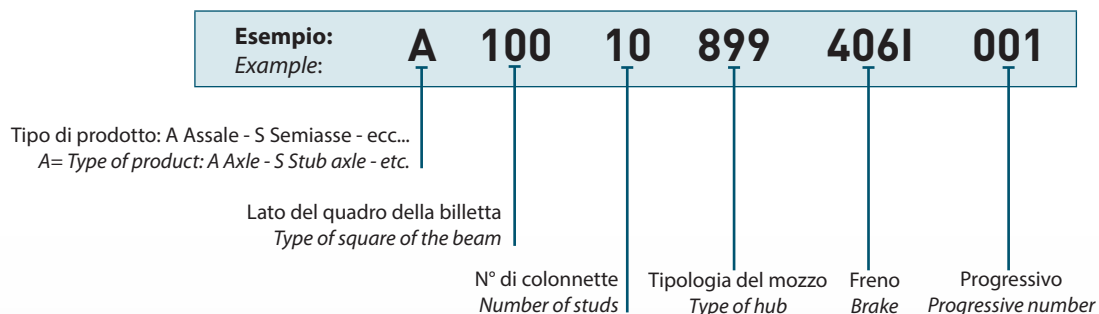 Esempio: A 100 10 899 406I 001
Example:
Tipo di prodotto: A Assale - S Semiasse - ecc...
A= Type of product: A Axle - S Stub axle - etc.
Lato del quadro della billetta
Type of square of the beam
N° di colonnette
Number of studs
Tipologia del mozzo
Type of hub
Freno
Brake
Progressivo
Progressive number